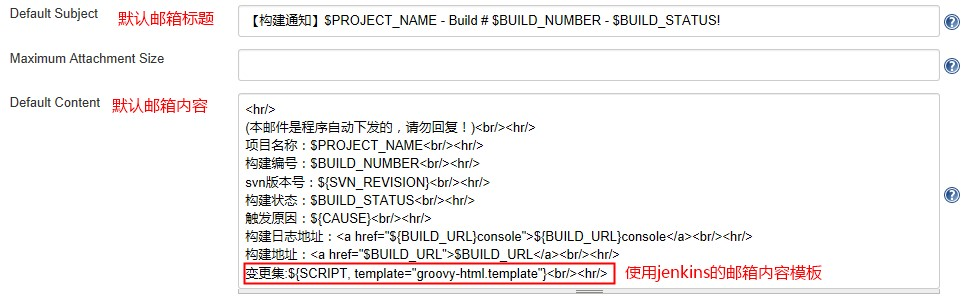 Default Subject 默认邮箱标题 【构建通知】$PROJECT_NAME - Build # $BUILD_NUMBER - $BUILD_STATUS!
Maximum Attachment Size
Default Content 默认邮箱内容
<hr/>
(本邮件是程序自动下发的，请勿回复！)<br/><hr/>
项目名称：$PROJECT_NAME<br/><hr/>
构建编号：$BUILD_NUMBER<br/><hr/>
svn版本号：${SVN_REVISION}<br/><hr/>
构建状态：$BUILD_STATUS<br/><hr/>
触发原因：${CAUSE}<br/><hr/>
构建日志地址：<a href="${BUILD_URL}console">${BUILD_URL}console</a><br/><hr/>
构建地址：<a href="$BUILD_URL">$BUILD_URL</a><br/><hr/>
变更集:${SCRIPT, template="groovy-html.template"}<br/><hr/> 使用jenkins的邮箱内容模板